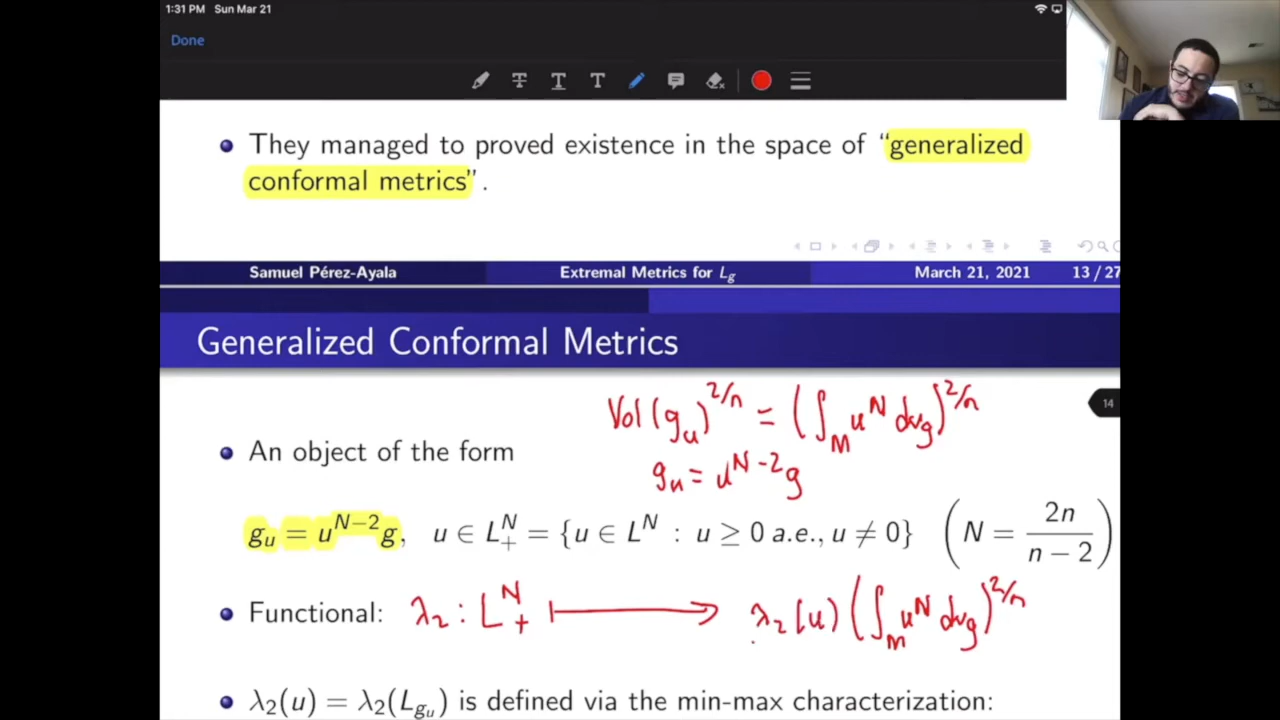 1:31 PM Sun Mar 21
Done
They managed to proved existence in the space of “generalized
conformal metrics”.
Samuel Pérez-Ayala Extremal Metrics for L_g March 21, 2021 13 / 27
Generalized Conformal Metrics
14
Vol(g_u)^{2/n} = (∫_M u^N dv_g)^{2/n}
An object of the form
g_u = u^{N-2} g
g_u = u^{N−2}g, u ∈ L^N_+ = {u ∈ L^N : u ≥ 0 a.e., u ≠ 0} (N = 2n/(n − 2))
Functional: λ_2 : L^N_+ ⟼ λ_2(u) (∫_M u^N dv_g)^{2/n}
λ_2(u) = λ_2(L_{g_u}) is defined via the min-max characterization: